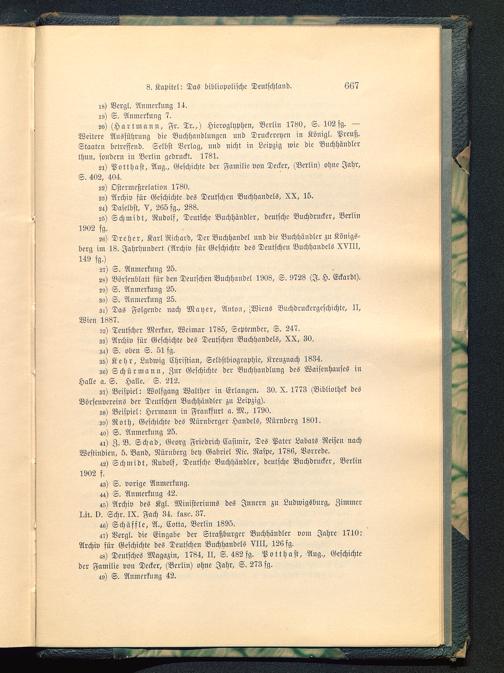 8. Kapitel: Das bibliopolische Deutschland. 667
18) Vergl. Anmerkung 14.
19) S. Anmerkung 7.
20) (Hartmann, Fr. Tr.,) Hieroglyphen, Berlin 1780, S. 102 fg. —
Weitere Ausführung die Buchhandlungen und Druckereyen in Königl. Preuß.
Staaten betreffend. Selbst Verlag, und nicht in Leipzig wie die Buchhändler
thun, sondern in Berlin gedruckt. 1781.
21) Potthast, Aug., Geschichte der Familie von Decker, (Berlin) ohne Jahr,
S. 402, 404.
22) Ostermeßrelation 1780.
23) Archiv für Geschichte des Deutschen Buchhandels, XX, 15.
24) Daselbst, V, 265 fg., 288.
25) Schmidt, Rudolf, Deutsche Buchhändler, deutsche Buchdrucker, Berlin
1902 fg.
26) Dreher, Karl Richard, Der Buchhandel und die Buchhändler zu Königs-
berg im 18. Jahrhundert (Archiv für Geschichte des Deutschen Buchhandels XVIII,
149 fg.)
27) S. Anmerkung 25.
28) Börsenblatt für den Deutschen Buchhandel 1908, S. 9728 (J. H. Eckardt).
29) S. Anmerkung 25.
30) S. Anmerkung 25.
31) Das Folgende nach Mayer, Anton, Wiens Buchdruckergeschichte, II,
Wien 1887.
32) Deutscher Merkur, Weimar 1785, September, S. 247.
33) Archiv für Geschichte des Deutschen Buchhandels, XX, 30.
34) S. oben S. 51 fg.
35) Kehr, Ludwig Christian, Selbstbiographie, Kreuznach 1834.
36) Schürmann, Zur Geschichte der Buchhandlung des Waisenhauses in
Halle a. S. Halle. S. 212.
37) Beispiel: Wolfgang Walther in Erlangen. 30. X. 1773 (Bibliothek des
Börsenvereins der Deutschen Buchhändler zu Leipzig).
38) Beispiel: Hermann in Frankfurt a. M., 1790.
39) Roth, Geschichte des Nürnberger Handels, Nürnberg 1801.
40) S. Anmerkung 25.
41) Z. B. Schad, Georg Friedrich Casimir, Des Pater Labats Reisen nach
Westindien, 5. Band, Nürnberg bey Gabriel Nic. Raspe, 1786, Vorrede.
42) Schmidt, Rudolf, Deutsche Buchhändler, deutsche Buchdrucker, Berlin
1902 f.
43) S. vorige Anmerkung.
44) S. Anmerkung 42.
45) Archiv des Kgl. Ministeriums des Innern zu Ludwigsburg, Zimmer
Lit. D. Schr. IX. Fach 34. fasc. 37.
46) Schäffle, A., Cotta, Berlin 1895.
47) Vergl. die Eingabe der Straßburger Buchhändler vom Jahre 1710:
Archiv für Geschichte des Deutschen Buchhandels VIII, 126 fg.
48) Deutsches Magazin, 1784, II, S. 482 fg. Potthast, Aug., Geschichte
der Familie von Decker, (Berlin) ohne Jahr, S. 273 fg.
49) S. Anmerkung 42.